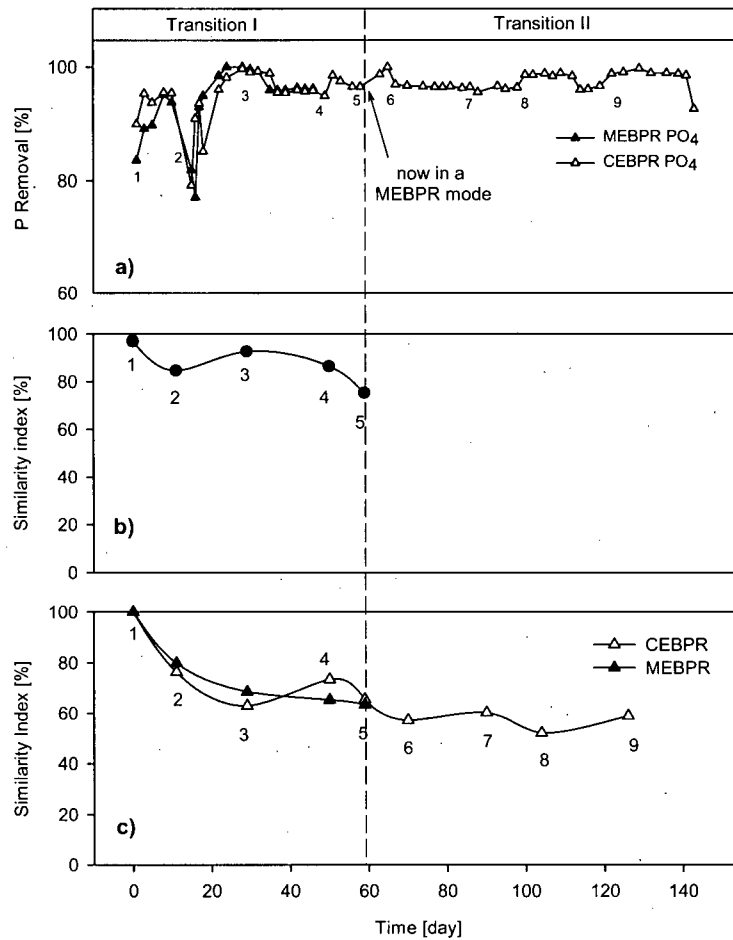 Transition I Transition II
100
80
60
P Removal [%]
1
2
3
4
5
6
7
8
9
MEBPR PO4
CEBPR PO4
now in a
MEBPR mode
a)
100
80
60
40
20
0
Similarity index [%]
1
2
3
4
5
b)
100
80
60
40
20
0
Similarity Index [%]
1
2
3
4
5
6
7
8
9
CEBPR
MEBPR
c)
0 20 40 60 80 100 120 140
Time [day]